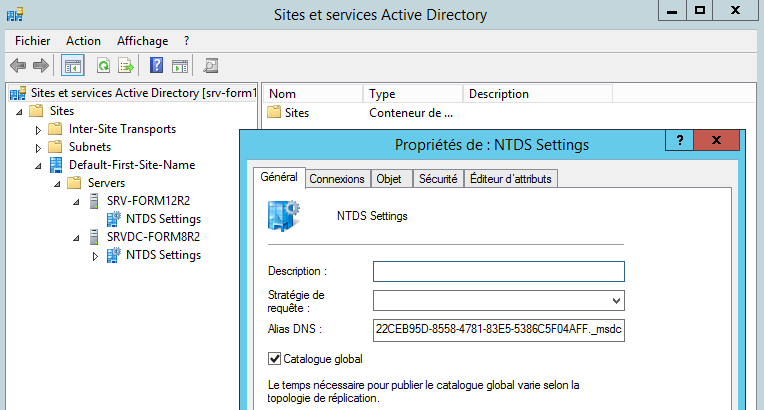 Sites et services Active Directory
Fichier Action Affichage ?
Sites et services Active Directory [srv-form1
Sites
Inter-Site Transports
Subnets
Default-First-Site-Name
Servers
SRV-FORM12R2
NTDS Settings
SRVDC-FORM8R2
NTDS Settings
Nom Type Description
Sites Conteneur de ...
Propriétés de : NTDS Settings
? x
Général Connexions Objet Sécurité Éditeur d'attributs
NTDS Settings
Description :
Stratégie de
requête :
Alias DNS : 22CEB95D-8558-4781-83E5-5386C5F04AFF._msdc
Catalogue global
Le temps nécessaire pour publier le catalogue global varie selon la
topologie de réplication.